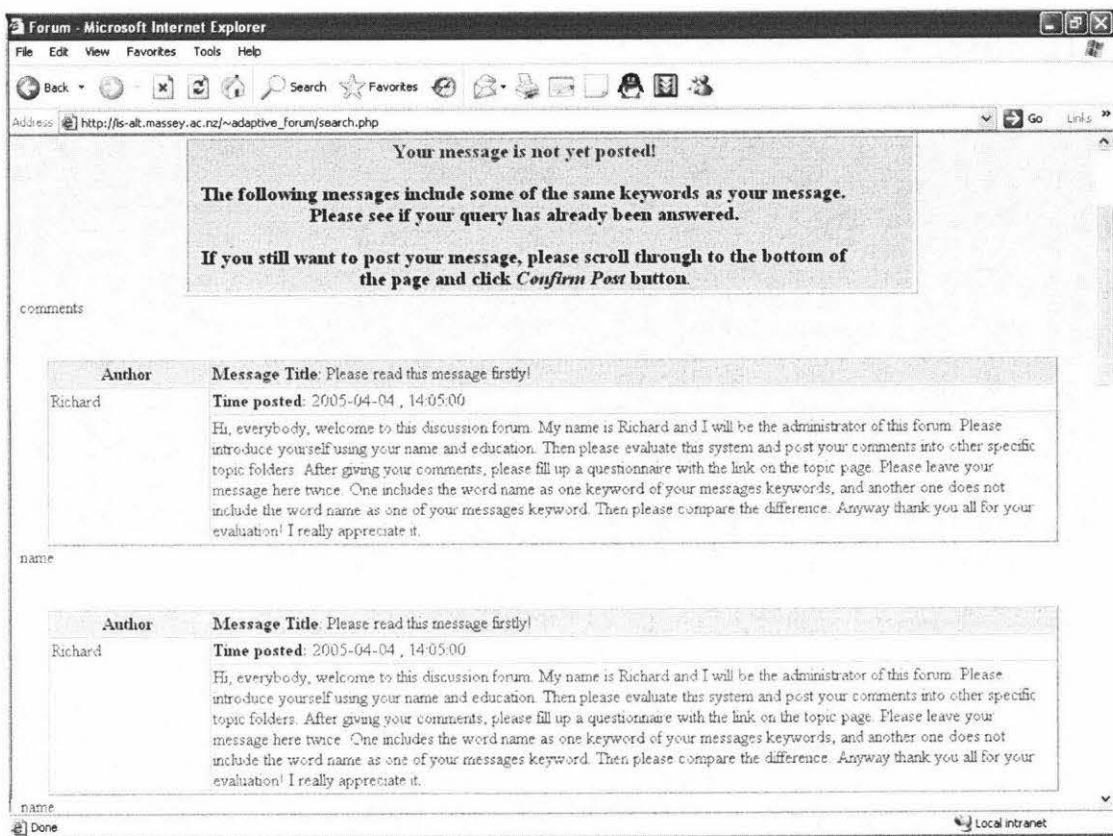 Forum - Microsoft Internet Explorer
File Edit View Favorites Tools Help
Back Search Favorites
Address http://is-alt.massey.ac.nz/~adaptive_forum/search.php Go Links »
Your message is not yet posted!
The following messages include some of the same keywords as your message.
Please see if your query has already been answered.
If you still want to post your message, please scroll through to the bottom of
the page and click Confirm Post button.
comments
Author Message Title: Please read this message firstly!
Richard Time posted: 2005-04-04 , 14:05:00
Hi, everybody, welcome to this discussion forum. My name is Richard and I will be the administrator of this forum. Please
introduce yourself using your name and education. Then please evaluate this system and post your comments into other specific
topic folders. After giving your comments, please fill up a questionnaire with the link on the topic page. Please leave your
message here twice. One includes the word name as one keyword of your messages keywords, and another one does not
include the word name as one of your messages keyword. Then please compare the difference. Anyway thank you all for your
evaluation! I really appreciate it.
name
Author Message Title: Please read this message firstly!
Richard Time posted: 2005-04-04 , 14:05:00
Hi, everybody, welcome to this discussion forum. My name is Richard and I will be the administrator of this forum. Please
introduce yourself using your name and education. Then please evaluate this system and post your comments into other specific
topic folders. After giving your comments, please fill up a questionnaire with the link on the topic page. Please leave your
message here twice. One includes the word name as one keyword of your messages keywords, and another one does not
include the word name as one of your messages keyword. Then please compare the difference. Anyway thank you all for your
evaluation! I really appreciate it.
name
Done Local intranet